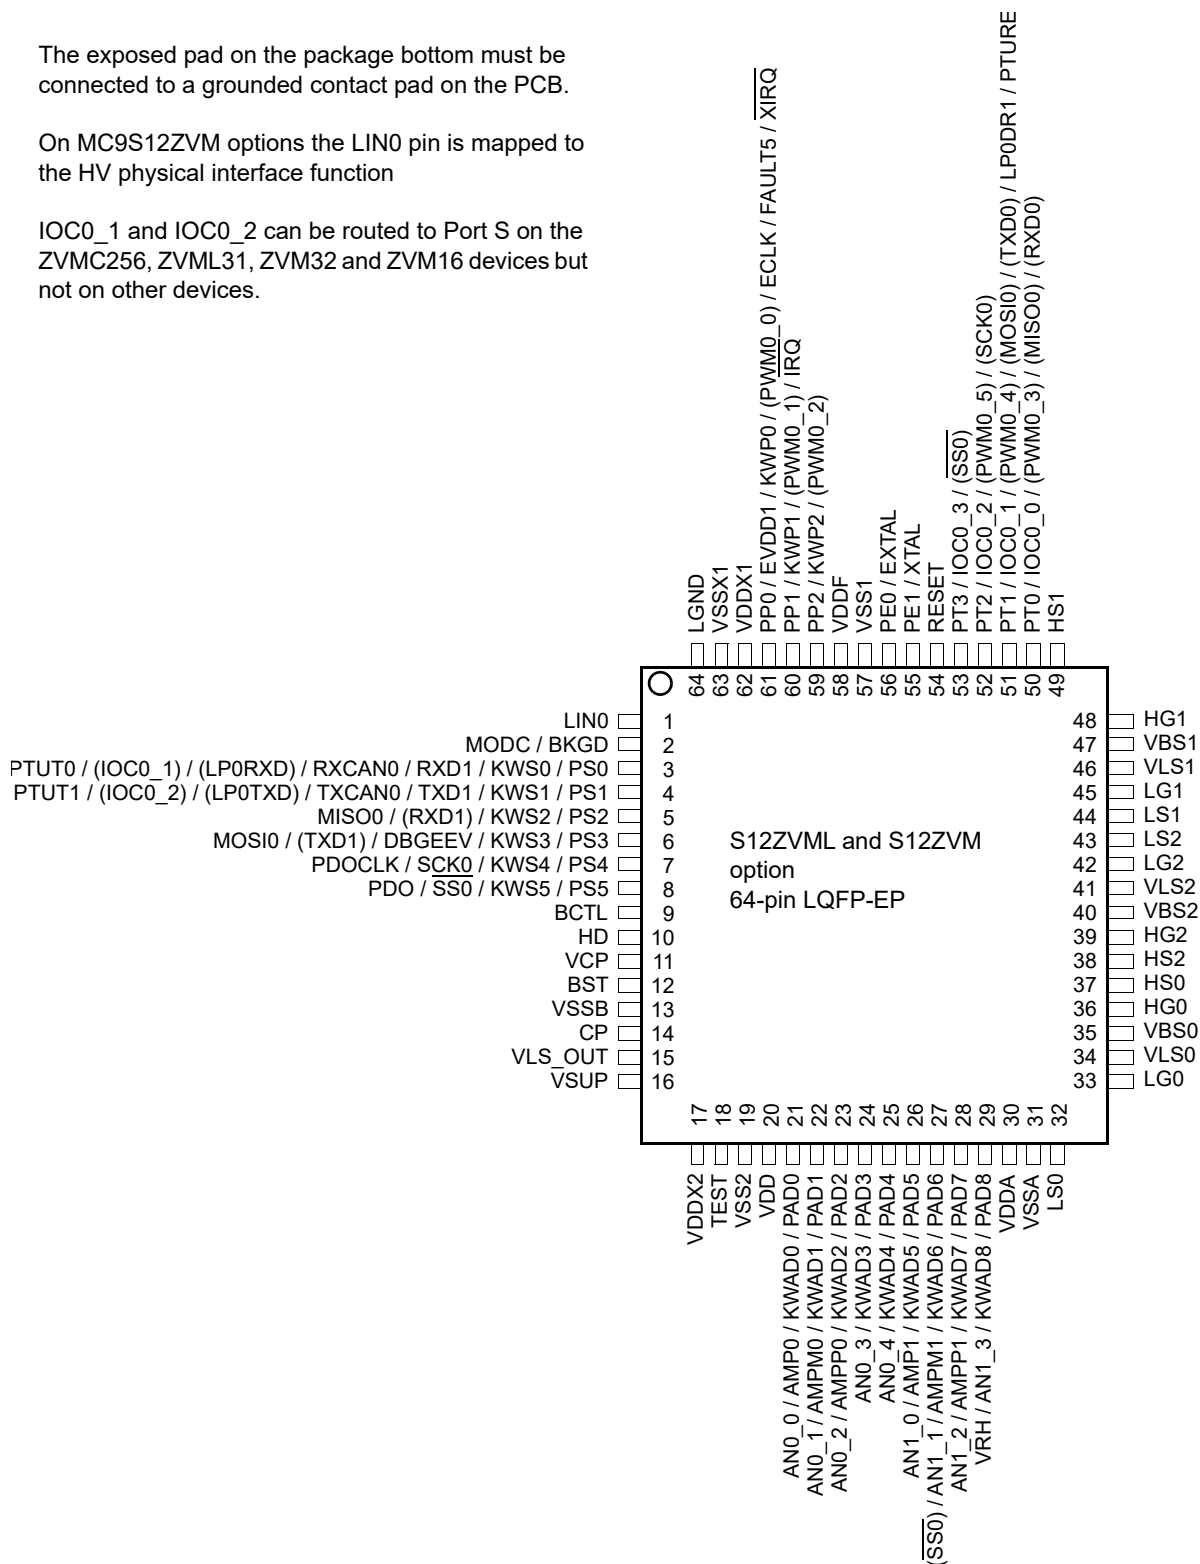 The exposed pad on the package bottom must be
connected to a grounded contact pad on the PCB.
On MC9S12ZVM options the LIN0 pin is mapped to
the HV physical interface function
IOC0_1 and IOC0_2 can be routed to Port S on the
ZVMC256, ZVML31, ZVM32 and ZVM16 devices but
not on other devices.
LGND
VSSX1
VDDX1
PP0 / EVDD1 / KWP0 / (PWM0_0) / ECLK / FAULT5 / XIRQ
PP1 / KWP1 / (PWM0_1) / IRQ
PP2 / KWP2 / (PWM0_2)
VDDF
VSS1
PE0 / EXTAL
PE1 / XTAL
RESET
PT3 / IOC0_3 / (SS0)
PT2 / IOC0_2 / (PWM0_5) / (SCK0)
PT1 / IOC0_1 / (PWM0_4) / (MOSI0) / (TXD0) / LP0DR1 / PTURE
PT0 / IOC0_0 / (PWM0_3) / (MISO0) / (RXD0)
HS1
64
63
62
61
60
59
58
57
56
55
54
53
52
51
50
49
LIN0 1
MODC / BKGD 2
PTUT0 / (IOC0_1) / (LP0RXD) / RXCAN0 / RXD1 / KWS0 / PS0 3
PTUT1 / (IOC0_2) / (LP0TXD) / TXCAN0 / TXD1 / KWS1 / PS1 4
MISO0 / (RXD1) / KWS2 / PS2 5
MOSI0 / (TXD1) / DBGEEV / KWS3 / PS3 6
PDOCLK / SCK0 / KWS4 / PS4 7
PDO / SS0 / KWS5 / PS5 8
BCTL 9
HD 10
VCP 11
BST 12
VSSB 13
CP 14
VLS_OUT 15
VSUP 16
S12ZVML and S12ZVM
option
64-pin LQFP-EP
48 HG1
47 VBS1
46 VLS1
45 LG1
44 LS1
43 LS2
42 LG2
41 VLS2
40 VBS2
39 HG2
38 HS2
37 HS0
36 HG0
35 VBS0
34 VLS0
33 LG0
17
18
19
20
21
22
23
24
25
26
27
28
29
30
31
32
VDDX2
TEST
VSS2
VDD
AN0_0 / AMP0 / KWAD0 / PAD0
AN0_1 / AMPM0 / KWAD1 / PAD1
AN0_2 / AMPP0 / KWAD2 / PAD2
AN0_3 / KWAD3 / PAD3
AN0_4 / KWAD4 / PAD4
AN1_0 / AMP1 / KWAD5 / PAD5
(SS0) / AN1_1 / AMPM1 / KWAD6 / PAD6
AN1_2 / AMPP1 / KWAD7 / PAD7
VRH / AN1_3 / KWAD8 / PAD8
VDDA
VSSA
LS0